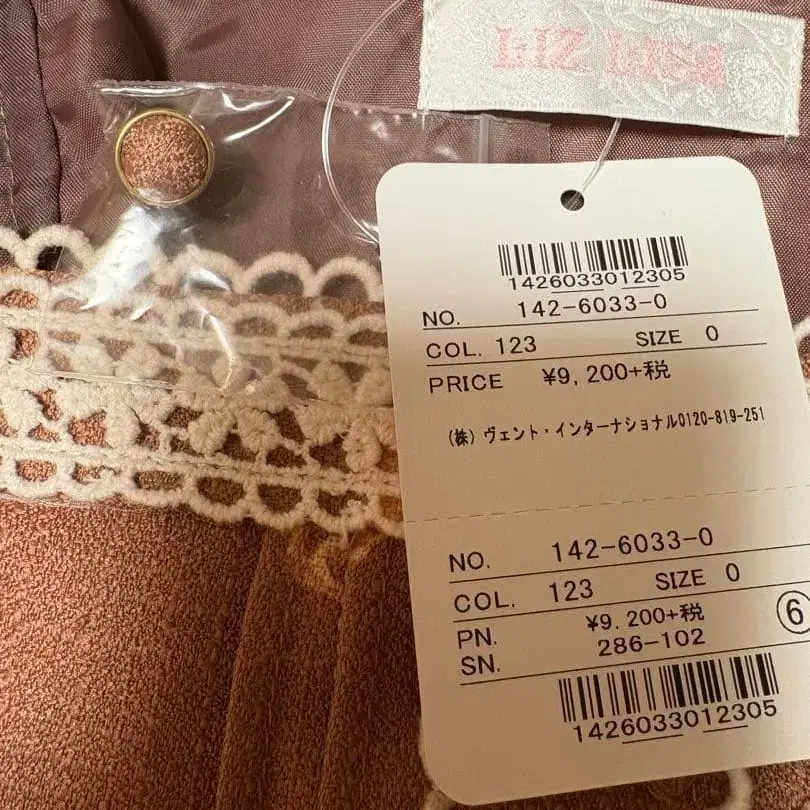 LIZ LISA
1426033012305
NO. 142-6033-0
COL. 123 SIZE 0
PRICE ¥9,200+税
(株) ヴェント・インターナショナル0120-819-251
NO. 142-6033-0
COL. 123 SIZE 0
PN. ¥9,200+税
SN. 286-102
⑥
1426033012305